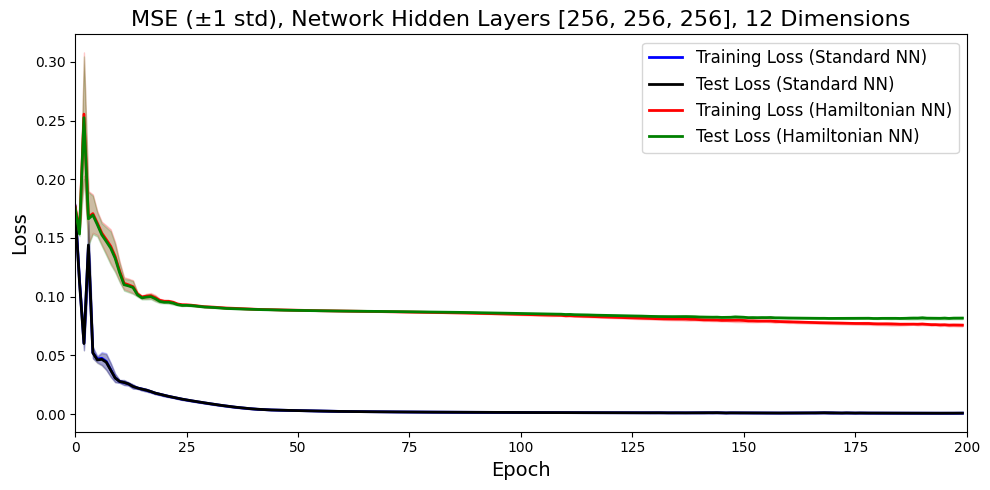 MSE (±1 std), Network Hidden Layers [256, 256, 256], 12 Dimensions
Loss
0.30
0.25
0.20
0.15
0.10
0.05
0.00
Training Loss (Standard NN)
Test Loss (Standard NN)
Training Loss (Hamiltonian NN)
Test Loss (Hamiltonian NN)
0 25 50 75 100 125 150 175 200
Epoch